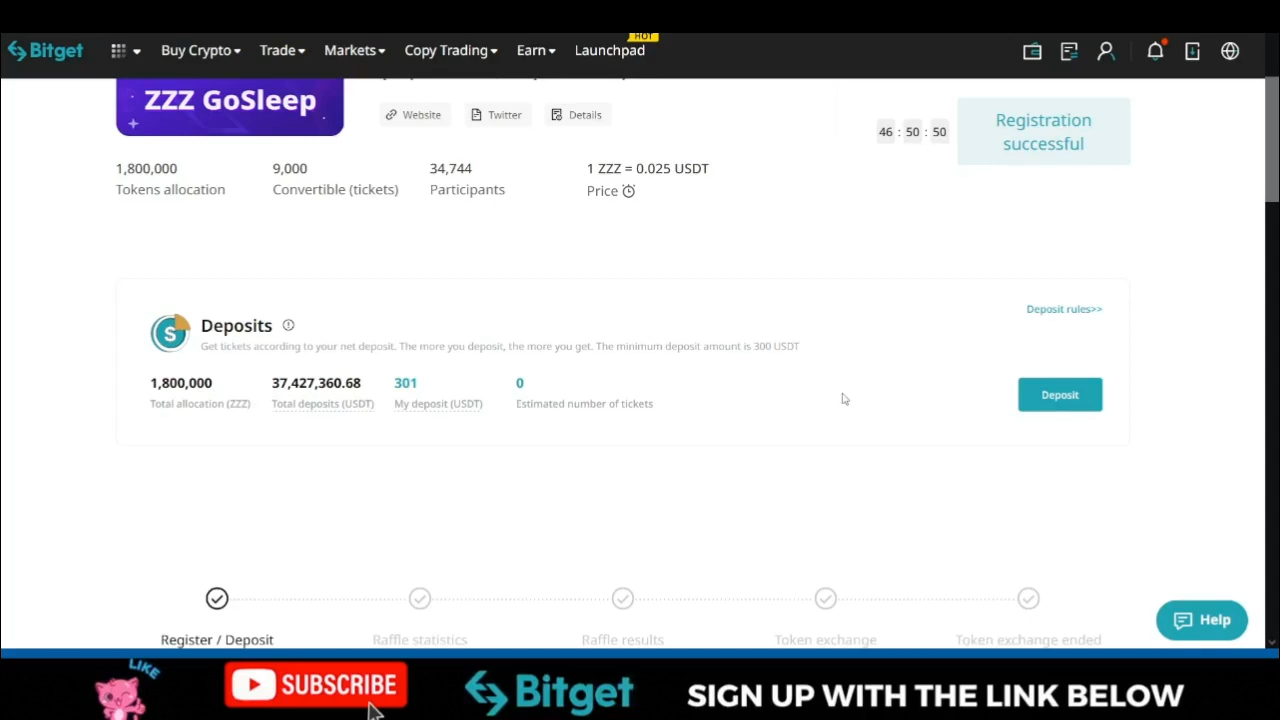 HOT
Bitget
Buy Crypto
Trade
Markets
Copy Trading
Earn
Launchpad
ZZZ GoSleep
Website
Twitter
Details
46 : 50 : 50
Registration
successful
1,800,000
Tokens allocation
9,000
Convertible (tickets)
34,744
Participants
1 ZZZ = 0.025 USDT
Price
Deposit rules>>
S
Deposits
Get tickets according to your net deposit. The more you deposit, the more you get. The minimum deposit amount is 300 USDT
1,800,000
Total allocation (ZZZ)
37,427,360.68
Total deposits (USDT)
301
My deposit (USDT)
0
Estimated number of tickets
Deposit
Register / Deposit
Raffle statistics
Raffle results
Token exchange
Token exchange ended
Help
LIKE
SUBSCRIBE
Bitget
SIGN UP WITH THE LINK BELOW